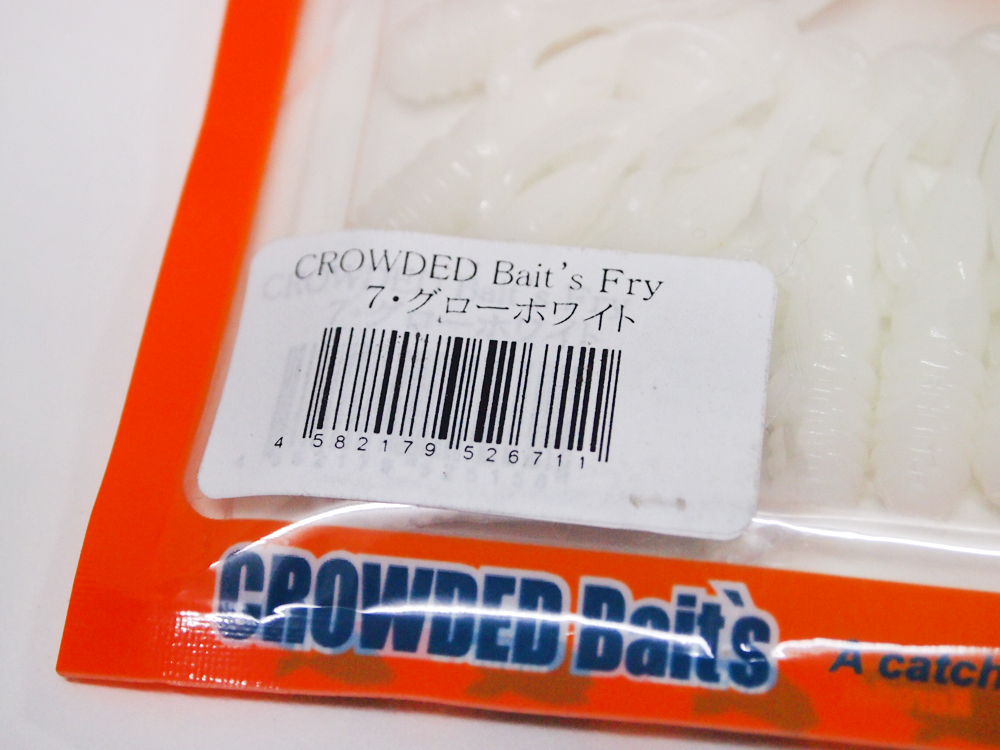 CROWDED Bait's Fry
7・グローホワイト
4 582179 526711
CROWDED Bait's
A catch